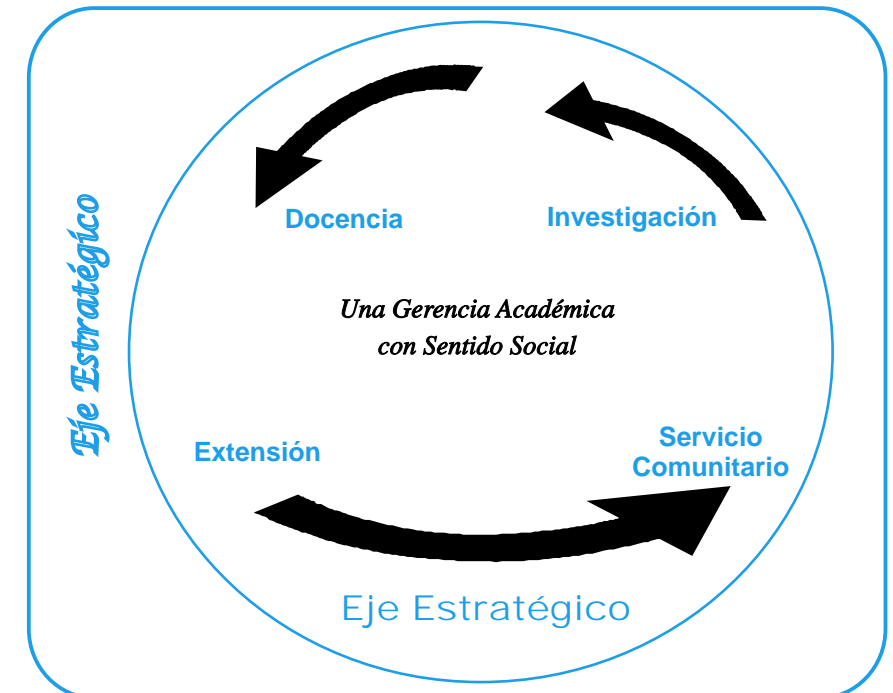 Eje Estratégico
Docencia
Investigación
Una Gerencia Académica
con Sentido Social
Extensión
Servicio
Comunitario
Eje Estratégico